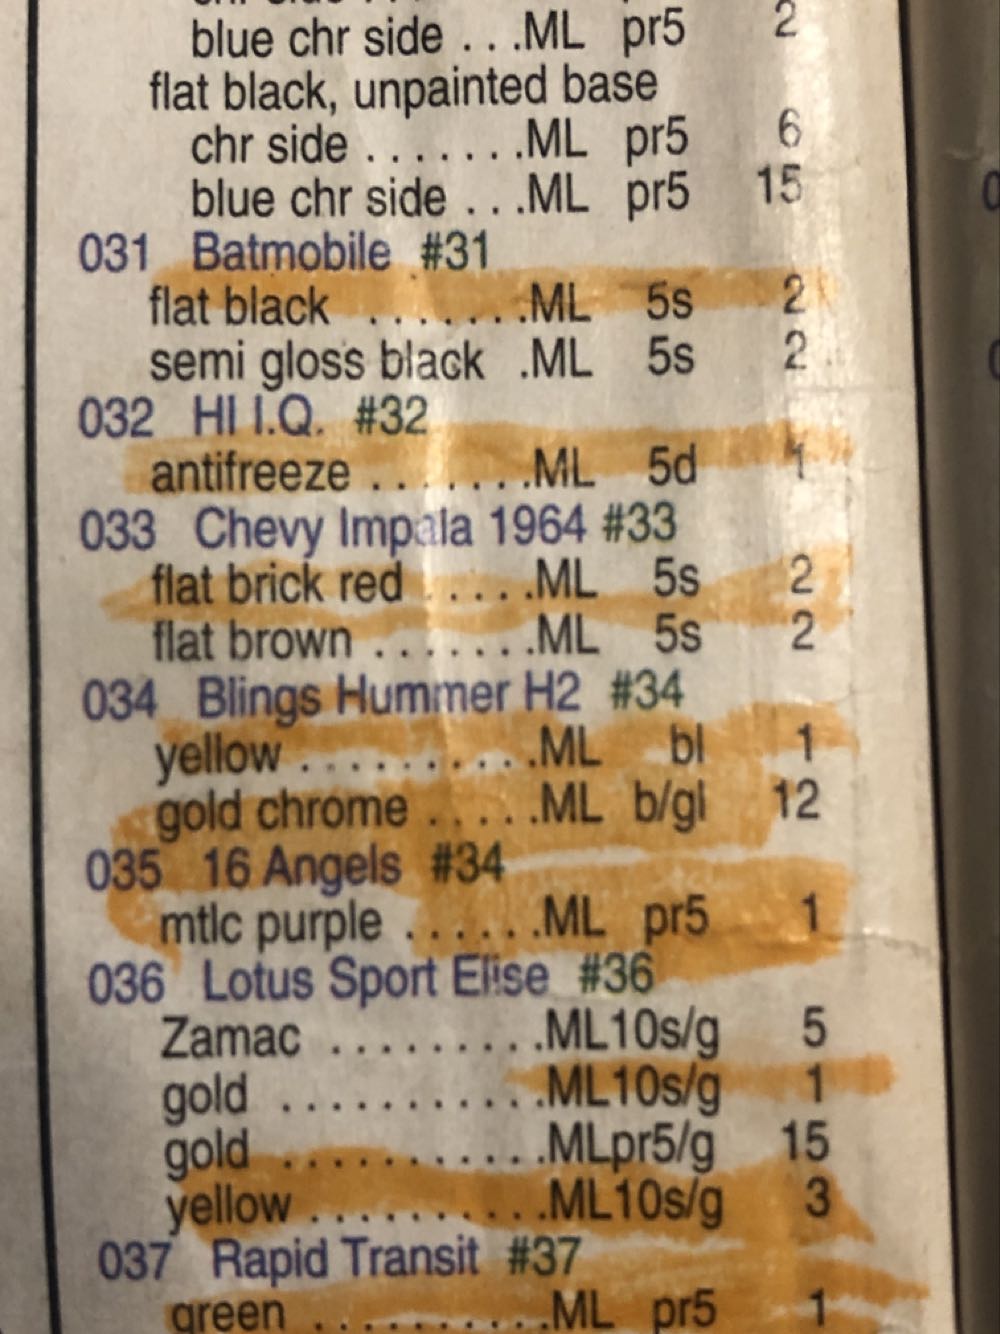 blue chr side . . .ML pr5 2
flat black, unpainted base
chr side . . . . . . .ML pr5 6
blue chr side . . .ML pr5 15
031 Batmobile #31
flat black . . . . . . .ML 5s 2
semi gloss black .ML 5s 2
032 HI I.Q. #32
antifreeze . . . . . . .ML 5d 1
033 Chevy Impala 1964 #33
flat brick red . . . . .ML 5s 2
flat brown . . . . . . .ML 5s 2
034 Blings Hummer H2 #34
yellow . . . . . . . . . .ML bl 1
gold chrome . . . . .ML b/gl 12
035 16 Angels #34
mtlc purple . . . . . .ML pr5 1
036 Lotus Sport Elise #36
Zamac . . . . . . . . .ML10s/g 5
gold . . . . . . . . . . .ML10s/g 1
gold . . . . . . . . . . .MLpr5/g 15
yellow . . . . . . . . . .ML10s/g 3
037 Rapid Transit #37
green . . . . . . . . . .ML pr5 1